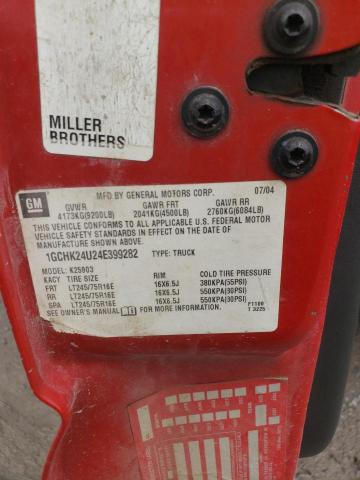 MILLER
BROTHERS
GM
MFD BY GENERAL MOTORS CORP. 07/04
GVWR GAWR FRT GAWR RR
4173KG(9200LB) 2041KG(4500LB) 2760KG(6084LB)
THIS VEHICLE CONFORMS TO ALL APPLICABLE U.S. FEDERAL MOTOR
VEHICLE SAFETY STANDARDS IN EFFECT ON THE DATE OF
MANUFACTURE SHOWN ABOVE.
1GCHK24U24E399282 TYPE: TRUCK
MODEL: K25903
KACY TIRE SIZE RIM COLD TIRE PRESSURE
FRT LT245/75R16E 16X6.5J 380KPA(55PSI)
RR LT245/75R16E 16X6.5J 550KPA(80PSI)
SPA LT245/75R16E 16X6.5J 550KPA(80PSI)
SEE OWNER'S MANUAL FOR MORE INFORMATION.
F1100
T 3225